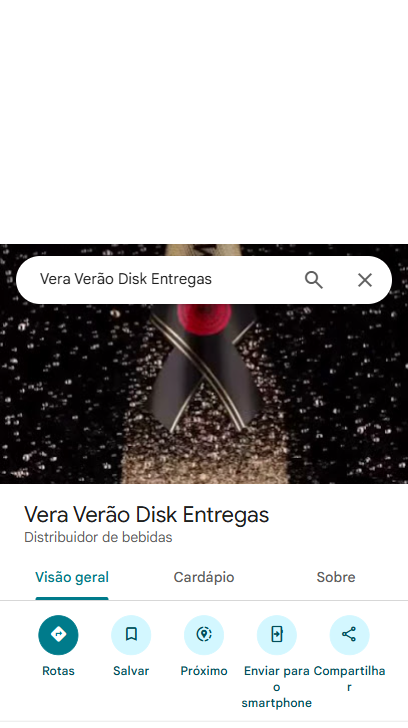 Vera Verão Disk Entregas
Vera Verão Disk Entregas
Distribuidor de bebidas
Visão geral
Cardápio
Sobre
Rotas
Salvar
Próximo
Enviar para
o
smartphone
Compartilha
r